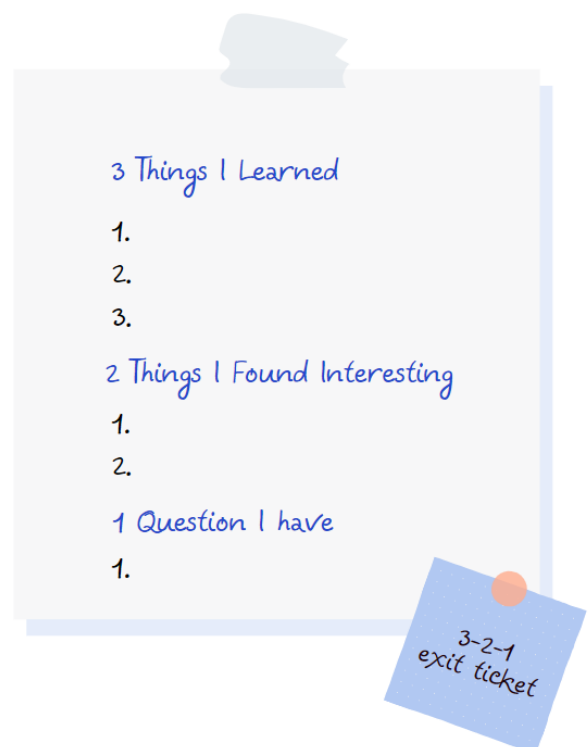 3 Things I Learned
1.
2.
3.
2 Things I Found Interesting
1.
2.
1 Question I have
1.
3-2-1
exit ticket